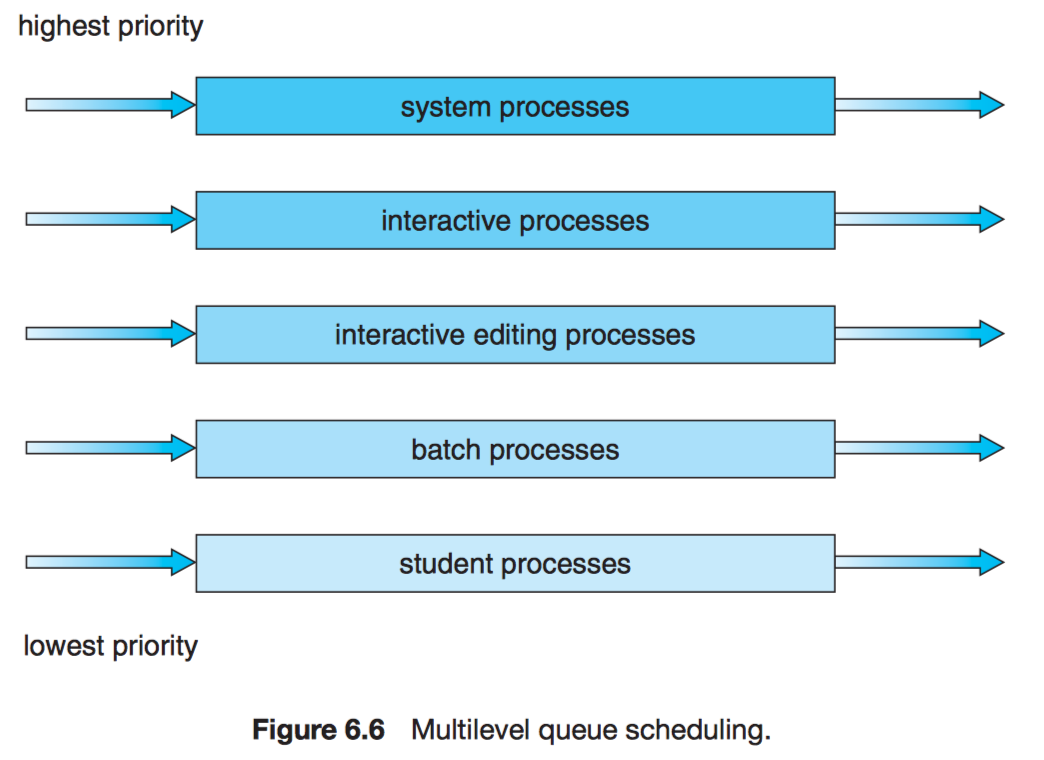 highest priority
system processes
interactive processes
interactive editing processes
batch processes
student processes
lowest priority
Figure 6.6 Multilevel queue scheduling.